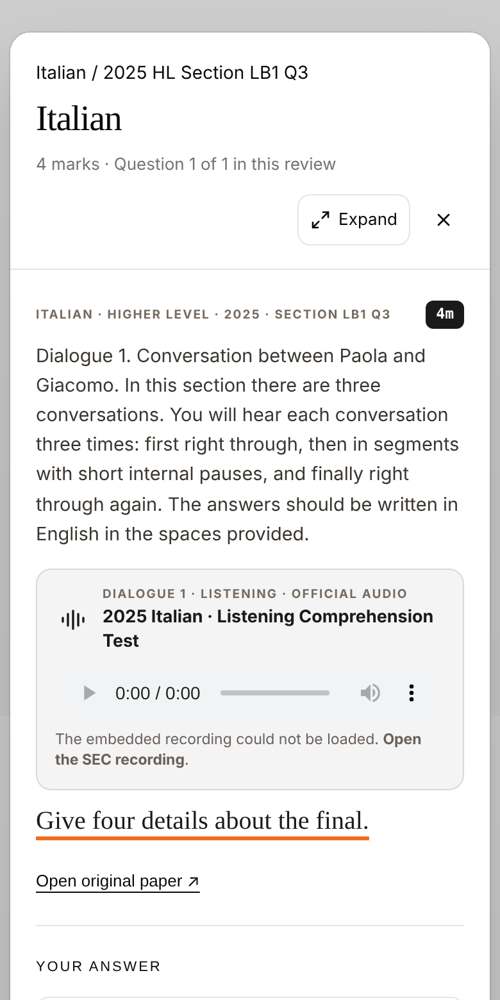 Italian / 2025 HL Section LB1 Q3
Italian
4 marks · Question 1 of 1 in this review
Expand
ITALIAN · HIGHER LEVEL · 2025 · SECTION LB1 Q3
4m
Dialogue 1. Conversation between Paola and
Giacomo. In this section there are three
conversations. You will hear each conversation
three times: first right through, then in segments
with short internal pauses, and finally right
through again. The answers should be written in
English in the spaces provided.
DIALOGUE 1 · LISTENING · OFFICIAL AUDIO
2025 Italian · Listening Comprehension
Test
0:00 / 0:00
The embedded recording could not be loaded. Open
the SEC recording.
Give four details about the final.
Open original paper ↗
YOUR ANSWER